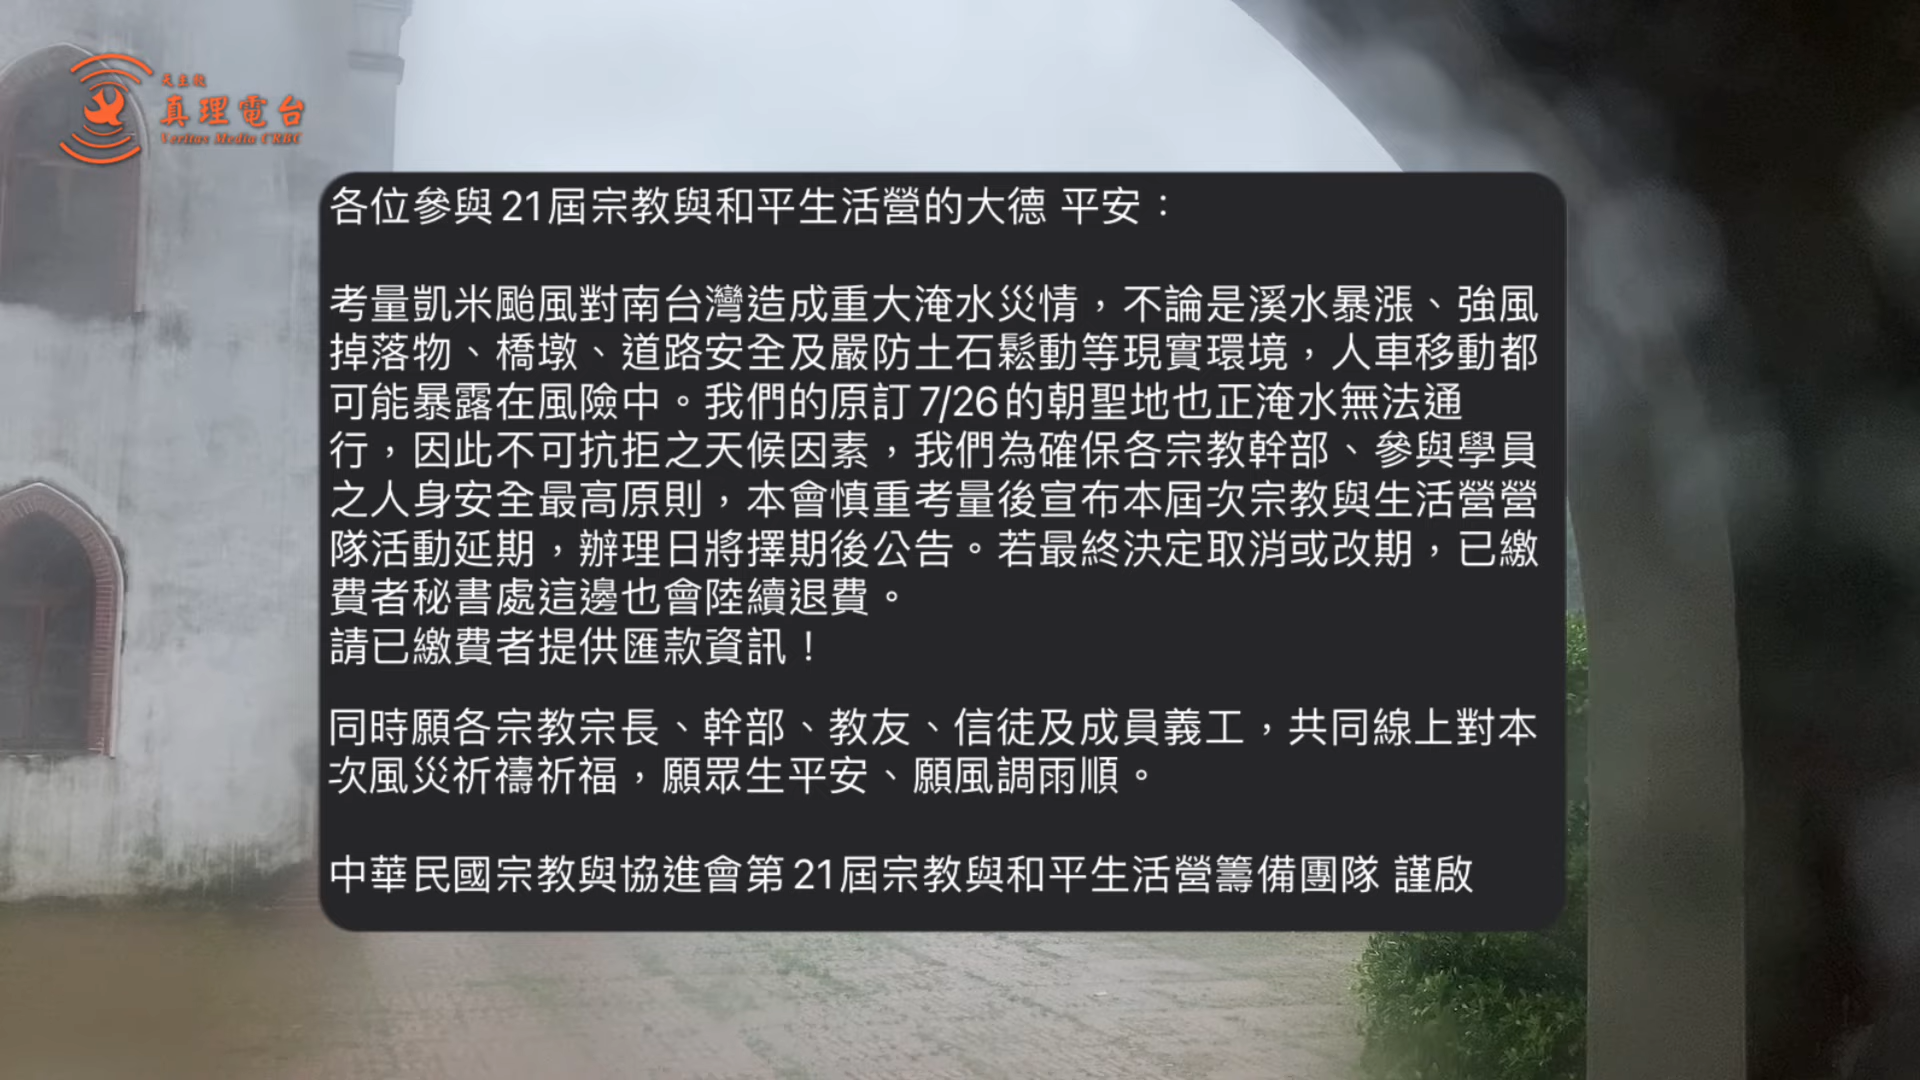 天主教
真理電台
Veritas Media CRBC
各位參與21屆宗教與和平生活營的大德 平安：
考量凱米颱風對南台灣造成重大淹水災情，不論是溪水暴漲、強風
掉落物、橋墩、道路安全及嚴防土石鬆動等現實環境，人車移動都
可能暴露在風險中。我們的原訂7/26的朝聖地也正淹水無法通
行，因此不可抗拒之天候因素，我們為確保各宗教幹部、參與學員
之人身安全最高原則，本會慎重考量後宣布本屆次宗教與生活營營
隊活動延期，辦理日將擇期後公告。若最終決定取消或改期，已繳
費者秘書處這邊也會陸續退費。
請已繳費者提供匯款資訊！
同時願各宗教宗長、幹部、教友、信徒及成員義工，共同線上對本
次風災祈禱祈福，願眾生平安、願風調雨順。
中華民國宗教與協進會第21屆宗教與和平生活營籌備團隊 謹啟